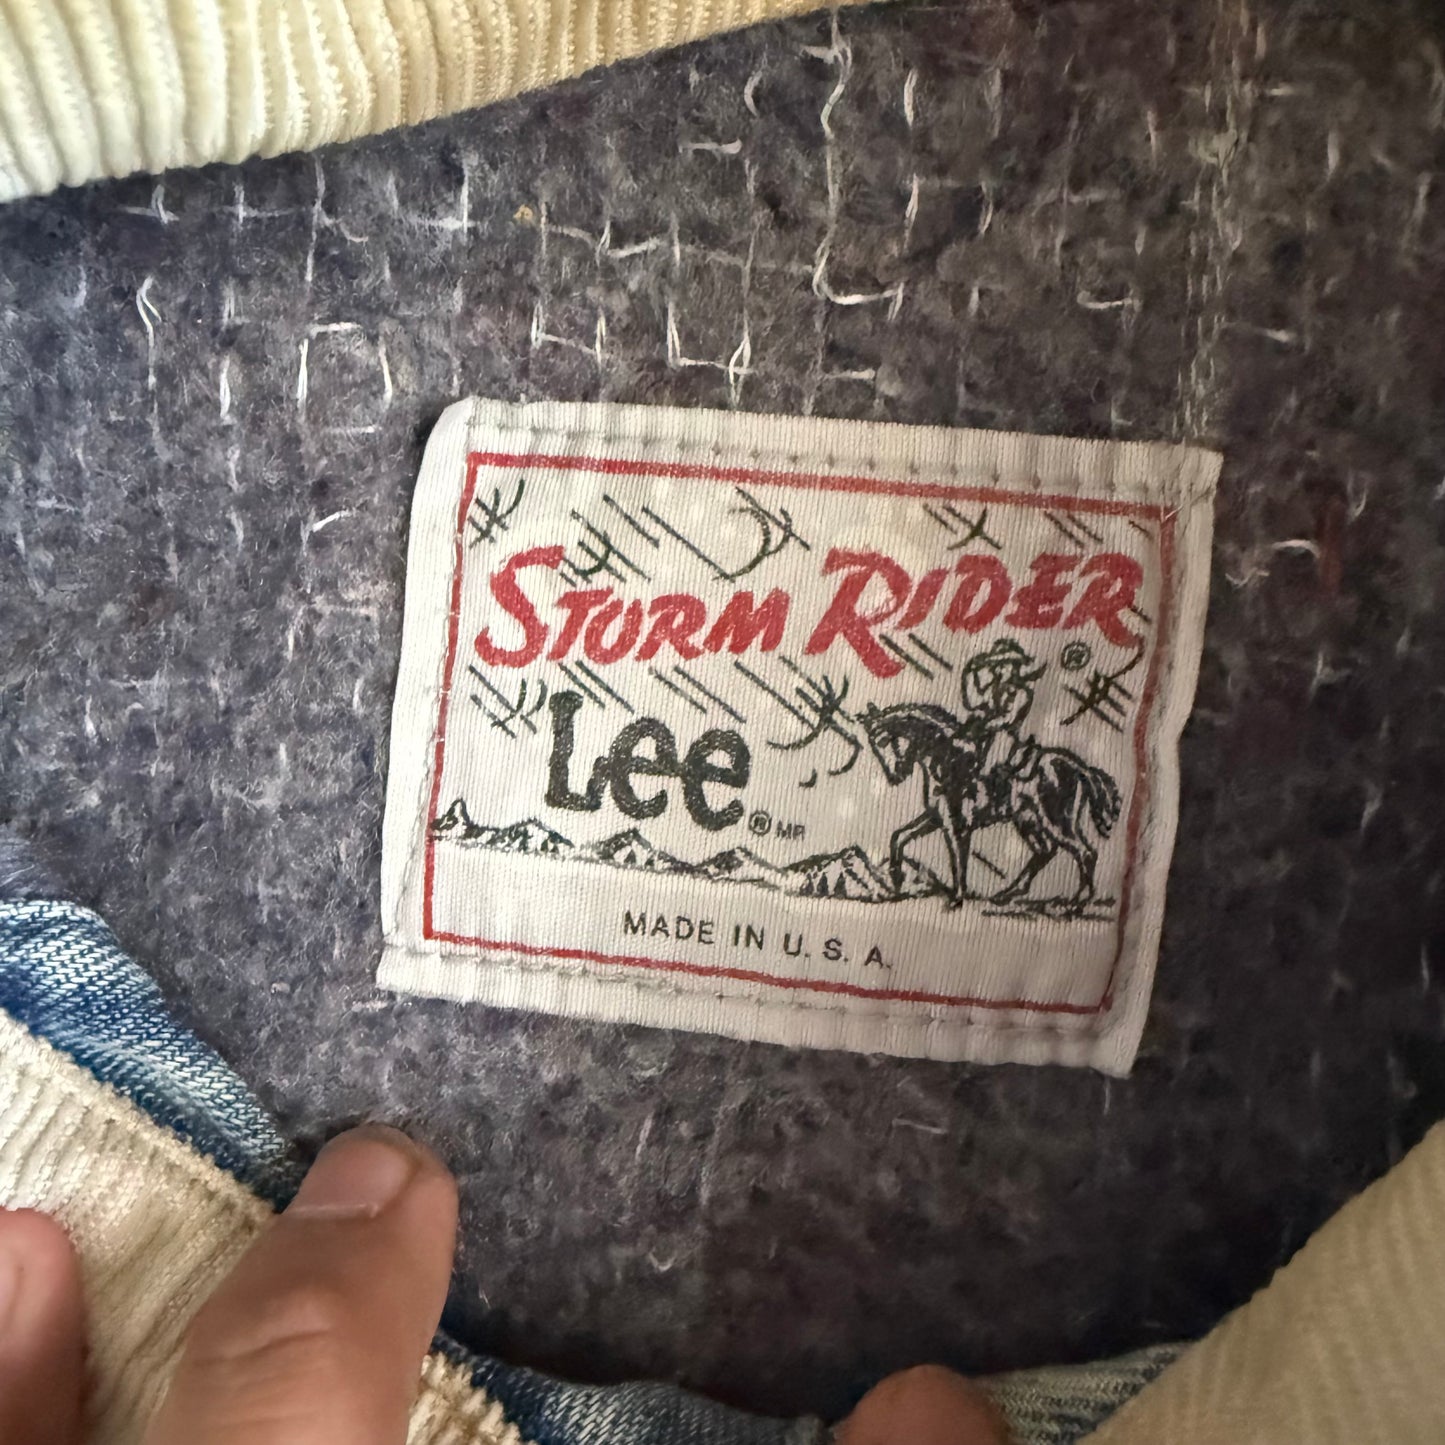 STORM RIDER ®
Lee ® MR
MADE IN U. S. A.